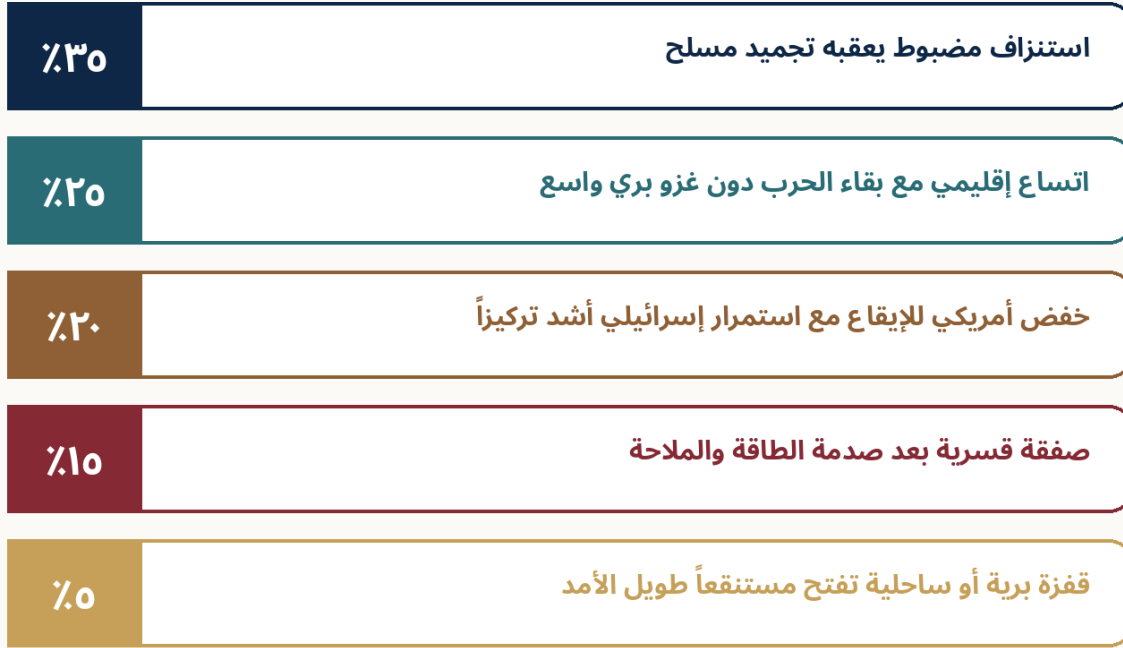 استنزاف مضبوط يعقبه تجميد مسلح
٣٥٪
اتساع إقليمي مع بقاء الحرب دون غزو بري واسع
٢٥٪
خفض أمريكي للإيقاع مع استمرار إسرائيلي أشد تركيزاً
٢٠٪
صفقة قسرية بعد صدمة الطاقة والملاحة
١٥٪
قفزة برية أو ساحلية تفتح مستنقعاً طويل الأمد
٥٪